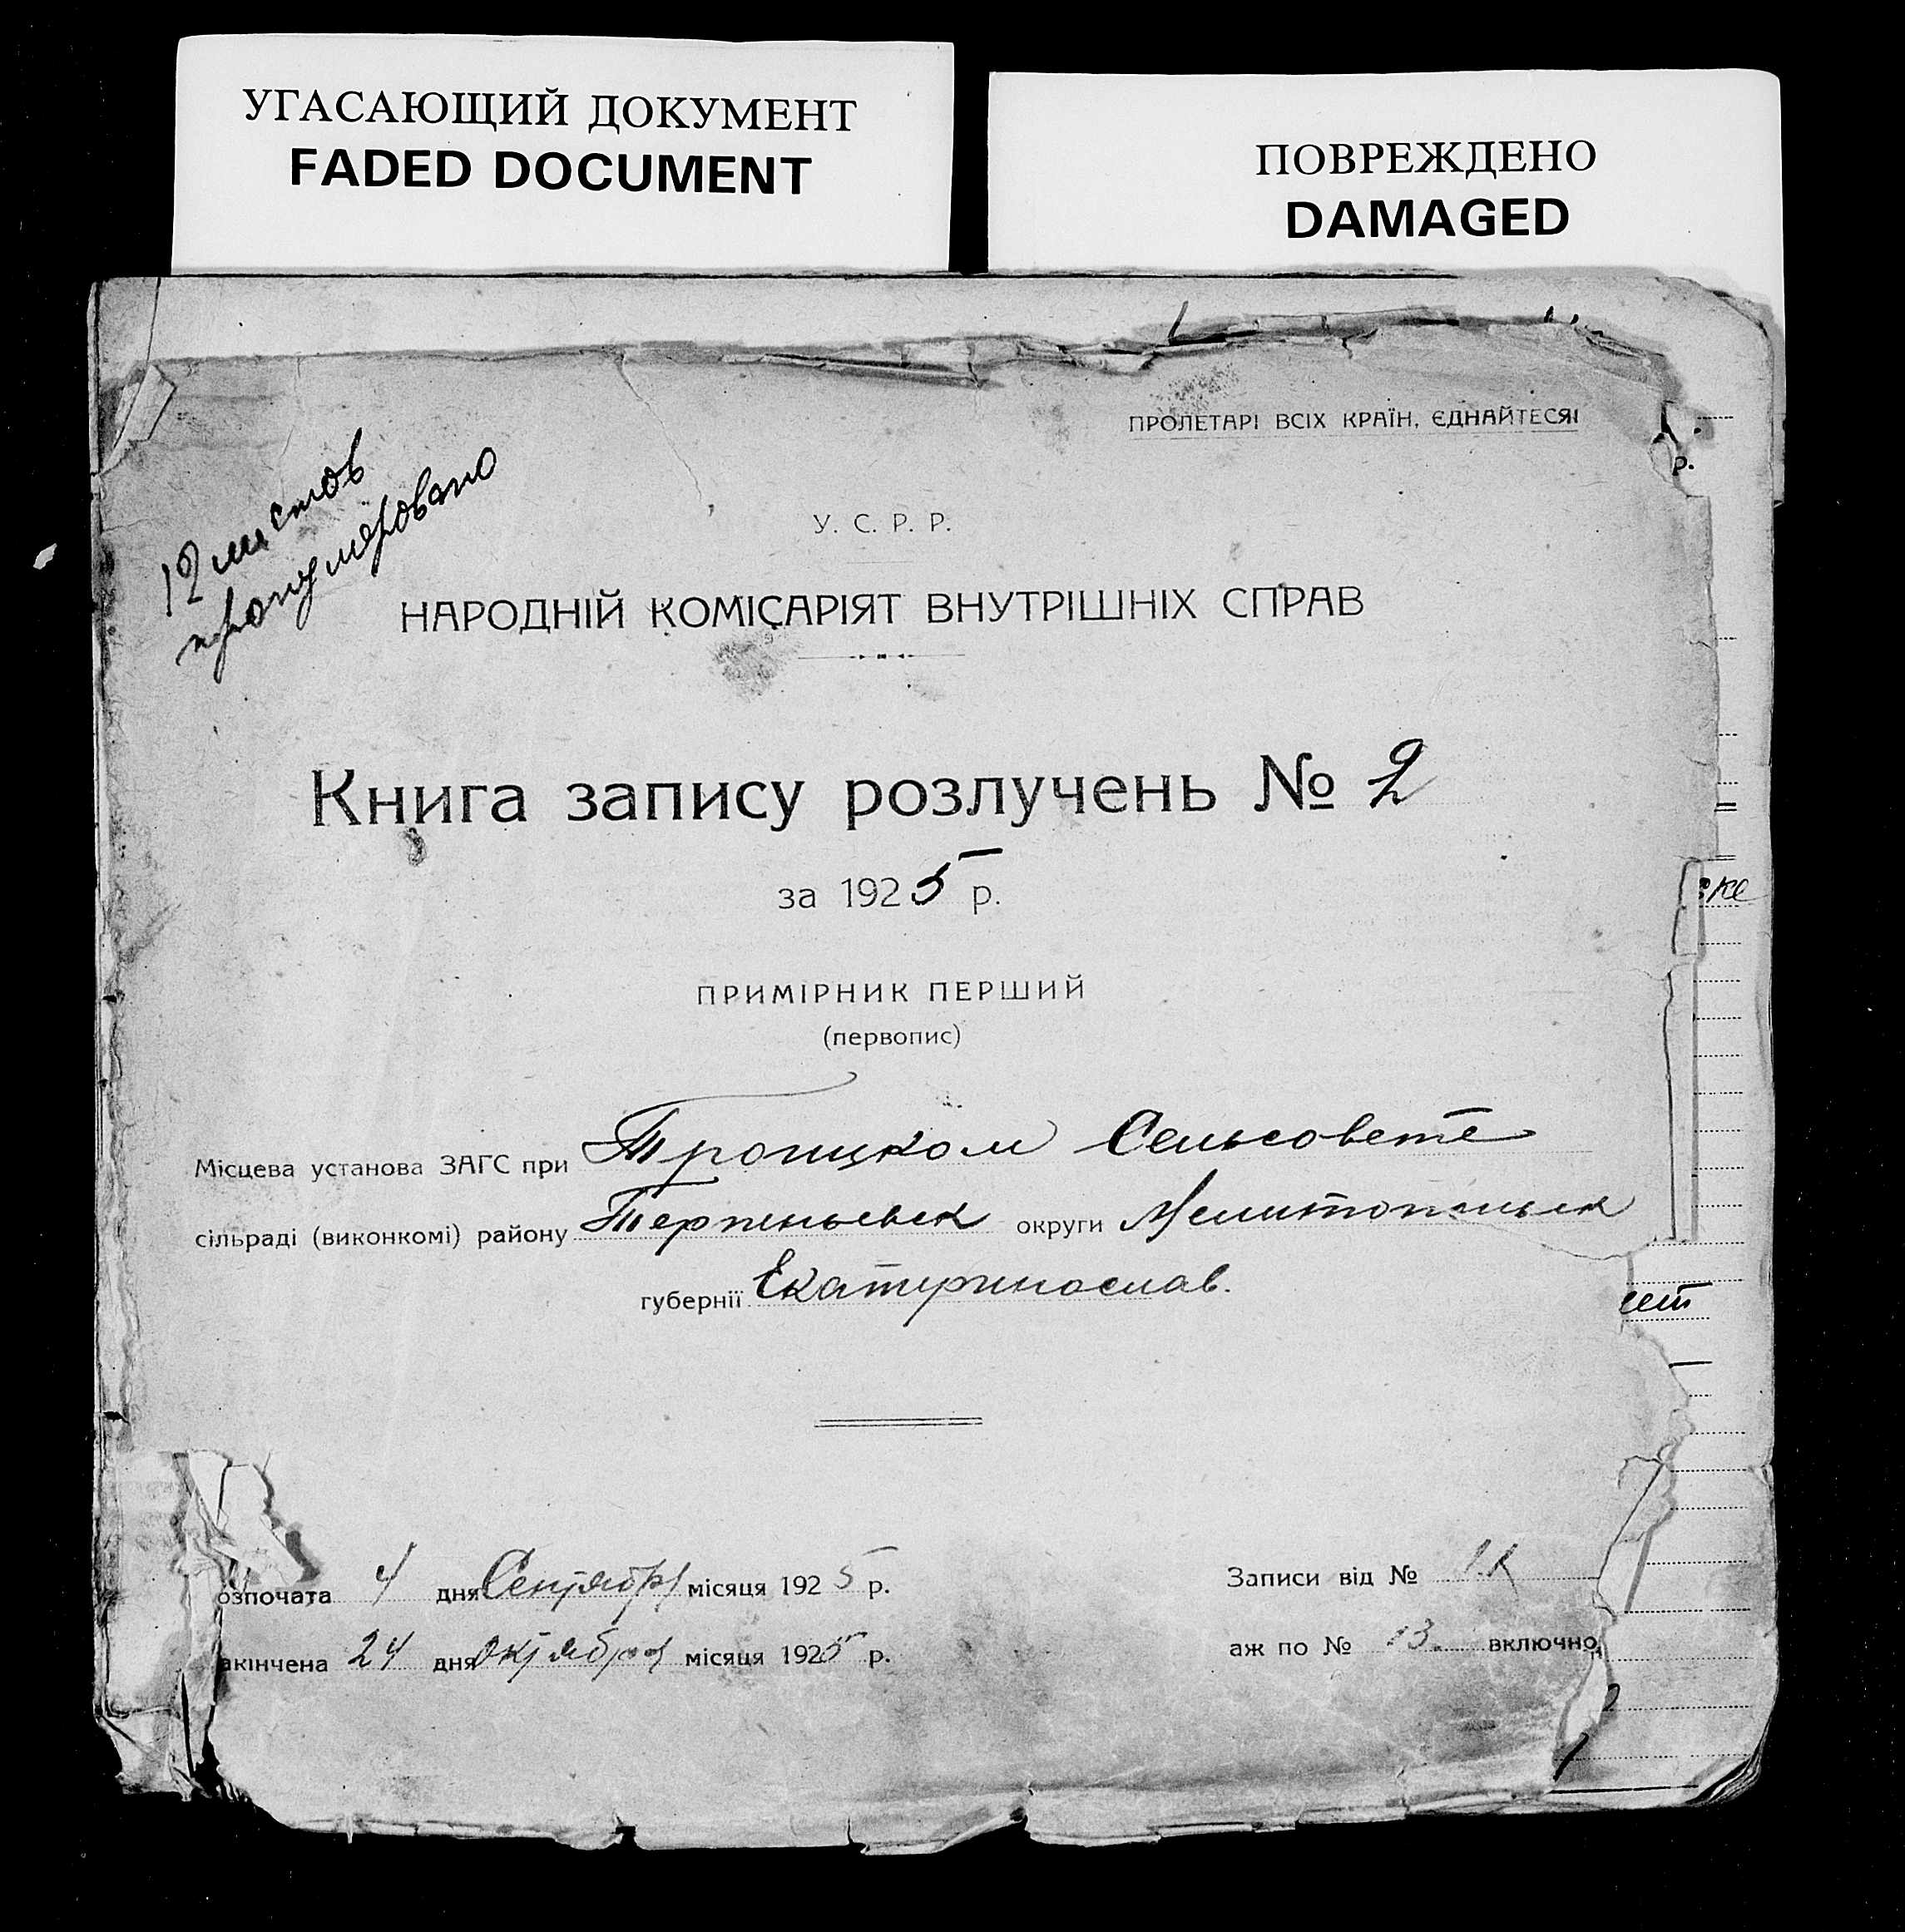 УГАСАЮЩИЙ ДОКУМЕНТ
FADED DOCUMENT
ПОВРЕЖДЕНО
DAMAGED
ПРОЛЕТАРІ ВСІХ КРАЇН, ЄДНАЙТЕСЯ!
р.
12 листов
пронумеровано
У. С. Р. Р.
НАРОДНІЙ КОМІСАРІЯТ ВНУТРІШНІХ СПРАВ
Книга запису розлучень № 2
за 1925 р.
ПРИМІРНИК ПЕРШИЙ
(первопис)
Місцева установа ЗАГС при Троицком Сельсовете
сільраді (виконкомі) району Терпеньевск округи Мелитопольск
губернії Екатеринослав.
озпочата 4 дня Сентября місяця 1925 р.
акінчена 24 дня Октября місяця 1925 р.
Записи від №
аж по № 13. включно,